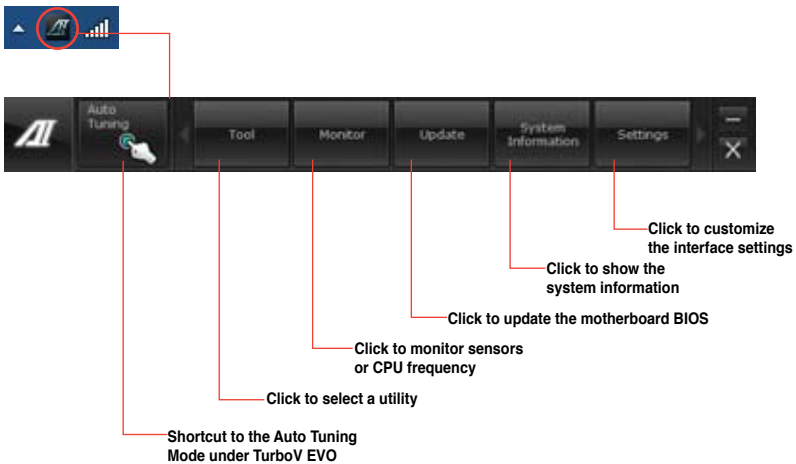 Auto
Tuning
Tool
Monitor
Update
System
Information
Settings
Click to customize
the interface settings
Click to show the
system information
Click to update the motherboard BIOS
Click to monitor sensors
or CPU frequency
Click to select a utility
Shortcut to the Auto Tuning
Mode under TurboV EVO